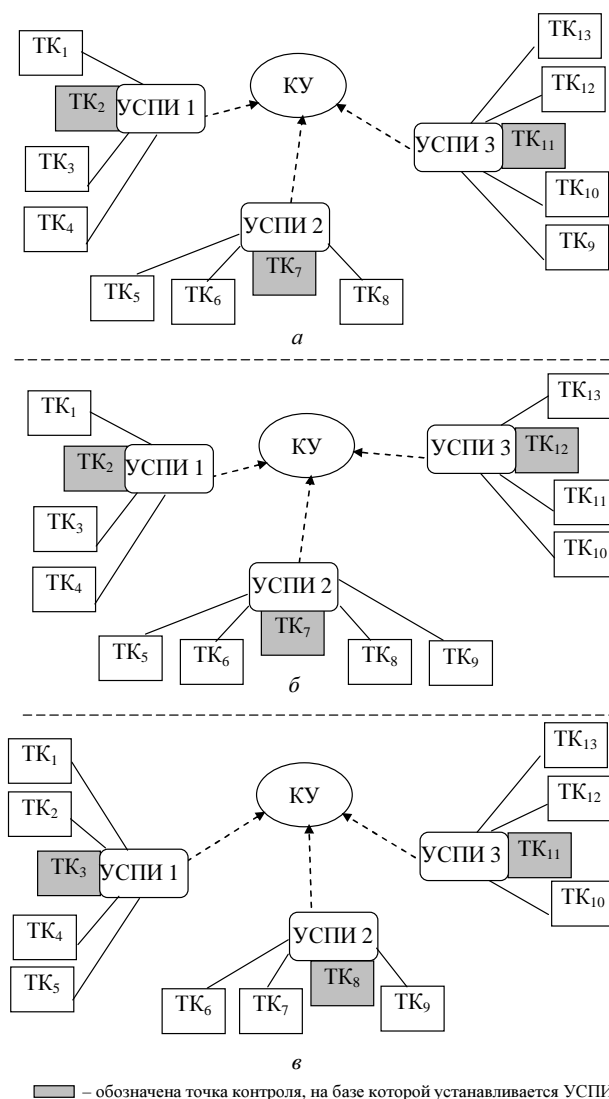 ТК₁
ТК₁₃
КУ
ТК₁₂
ТК₂ УСПИ 1
УСПИ 3 ТК₁₁
ТК₃
ТК₁₀
ТК₄
УСПИ 2
ТК₉
ТК₇
ТК₅
ТК₆
ТК₈
а
ТК₁
ТК₁₃
КУ
УСПИ 3 ТК₁₂
ТК₂ УСПИ 1
ТК₁₁
ТК₃
ТК₁₀
ТК₄
УСПИ 2
ТК₇
ТК₅
ТК₆
ТК₈
ТК₉
б
ТК₁
ТК₁₃
КУ
ТК₁₂
ТК₂
УСПИ 3 ТК₁₁
ТК₃ УСПИ 1
ТК₁₀
ТК₄
УСПИ 2
ТК₅
ТК₈
ТК₆
ТК₇
ТК₉
в
– обозначена точка контроля, на базе которой устанавливается УСПИ